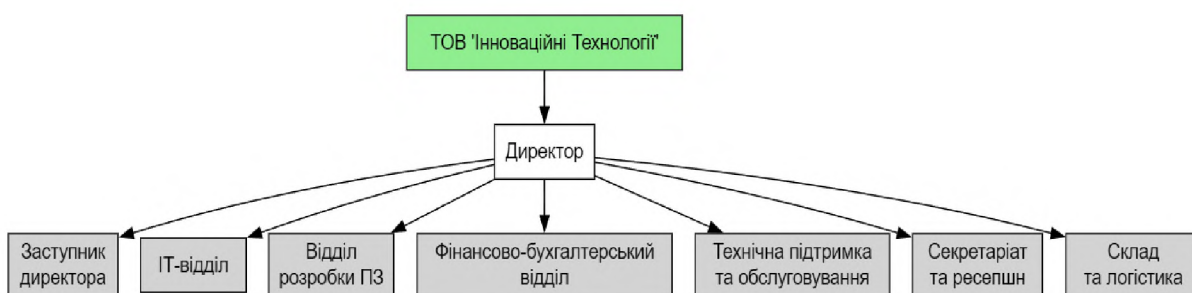 ТОВ 'Інноваційні Технології'
Директор
Заступник
директора
ІТ-відділ
Відділ
розробки ПЗ
Фінансово-бухгалтерський
відділ
Технічна підтримка
та обслуговування
Секретаріат
та ресепшн
Склад
та логістика